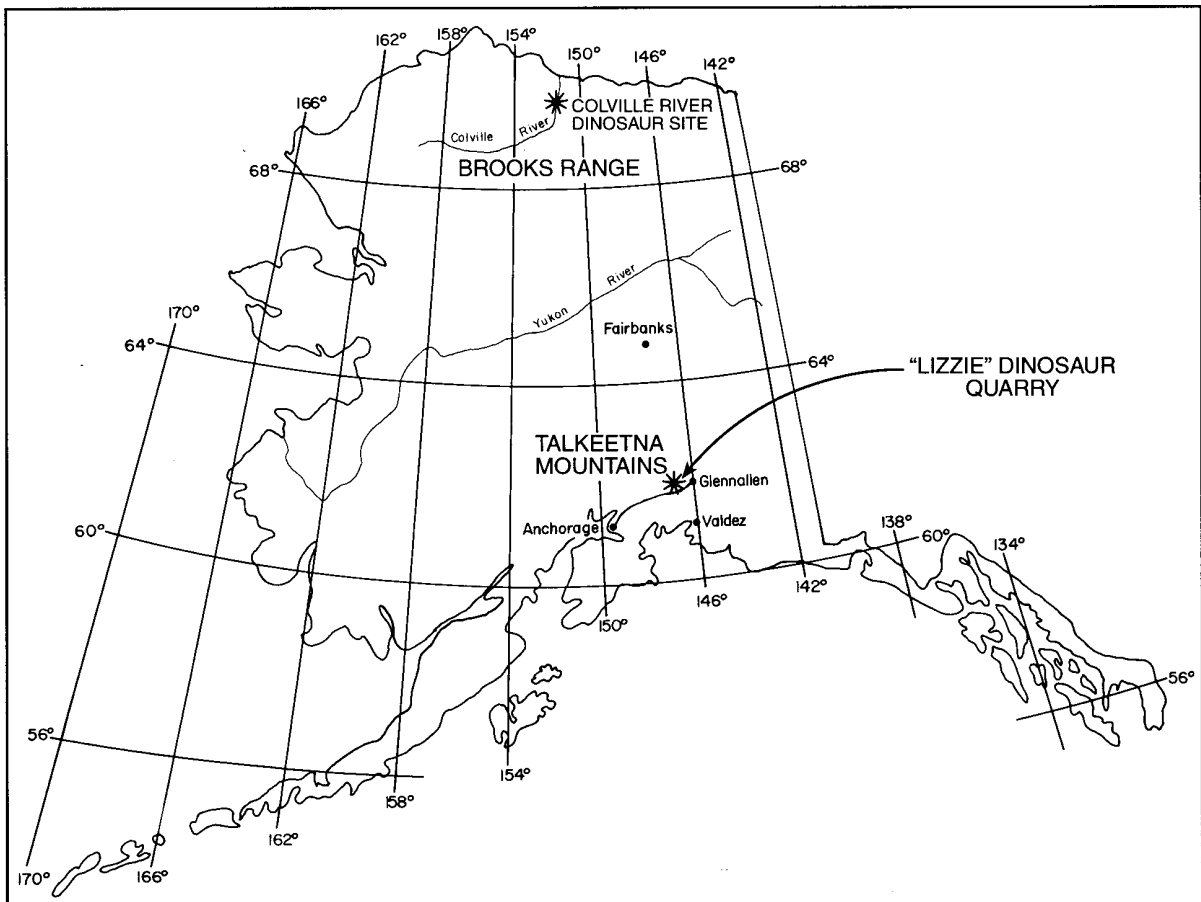 162°
158°
154°
150°
146°
142°
166°
COLVILLE RIVER
DINOSAUR SITE
Colville River
BROOKS RANGE
68°
68°
170°
Yukon River
Fairbanks
64°
64°
"LIZZIE" DINOSAUR
QUARRY
TALKEETNA
MOUNTAINS
Glennallen
Anchorage
Valdez
60°
138°
60°
134°
142°
146°
150°
56°
56°
154°
158°
162°
166°
170°